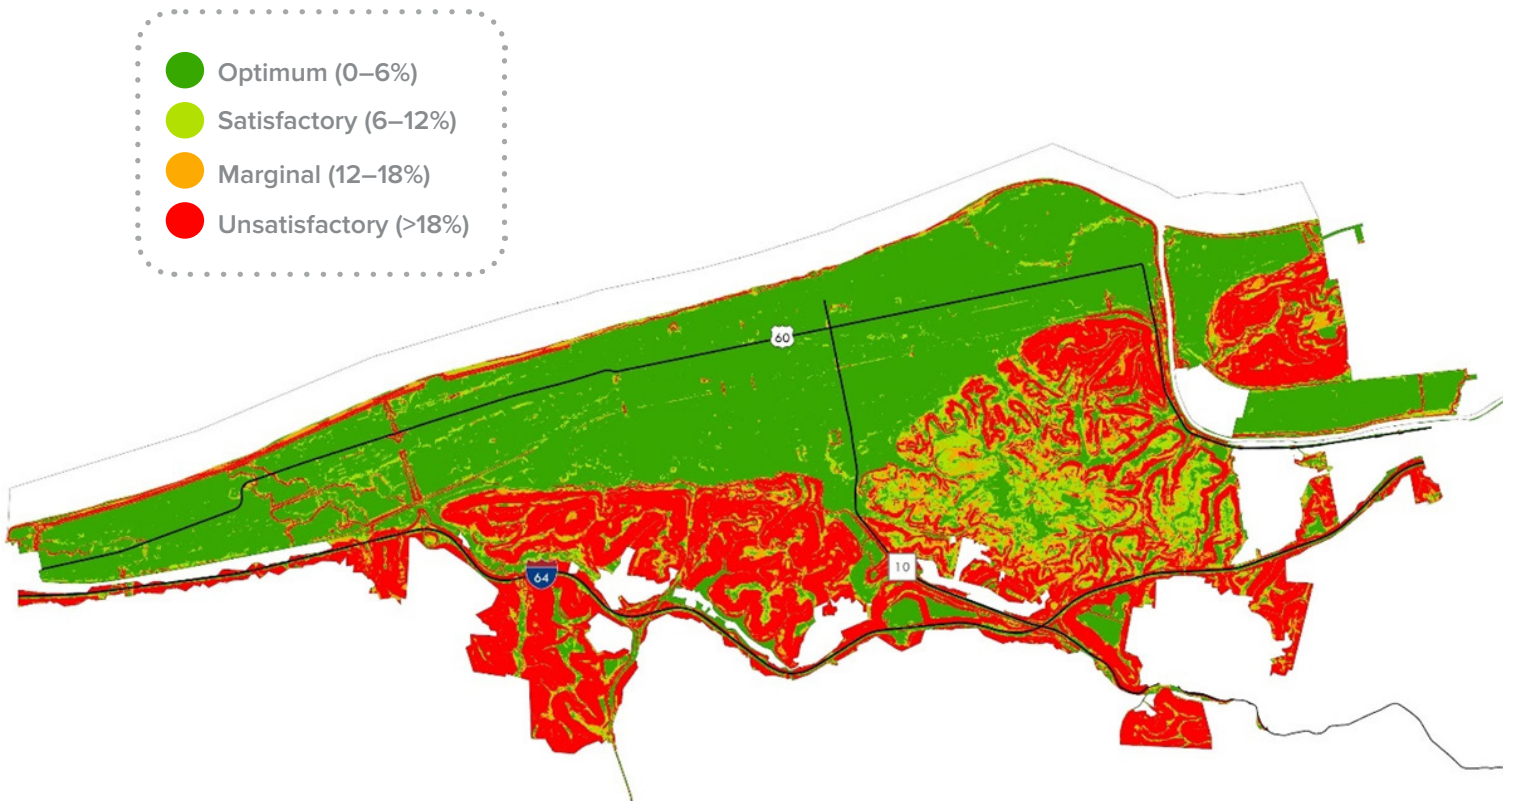 Optimum (0–6%)
Satisfactory (6–12%)
Marginal (12–18%)
Unsatisfactory (>18%)
60
10
64